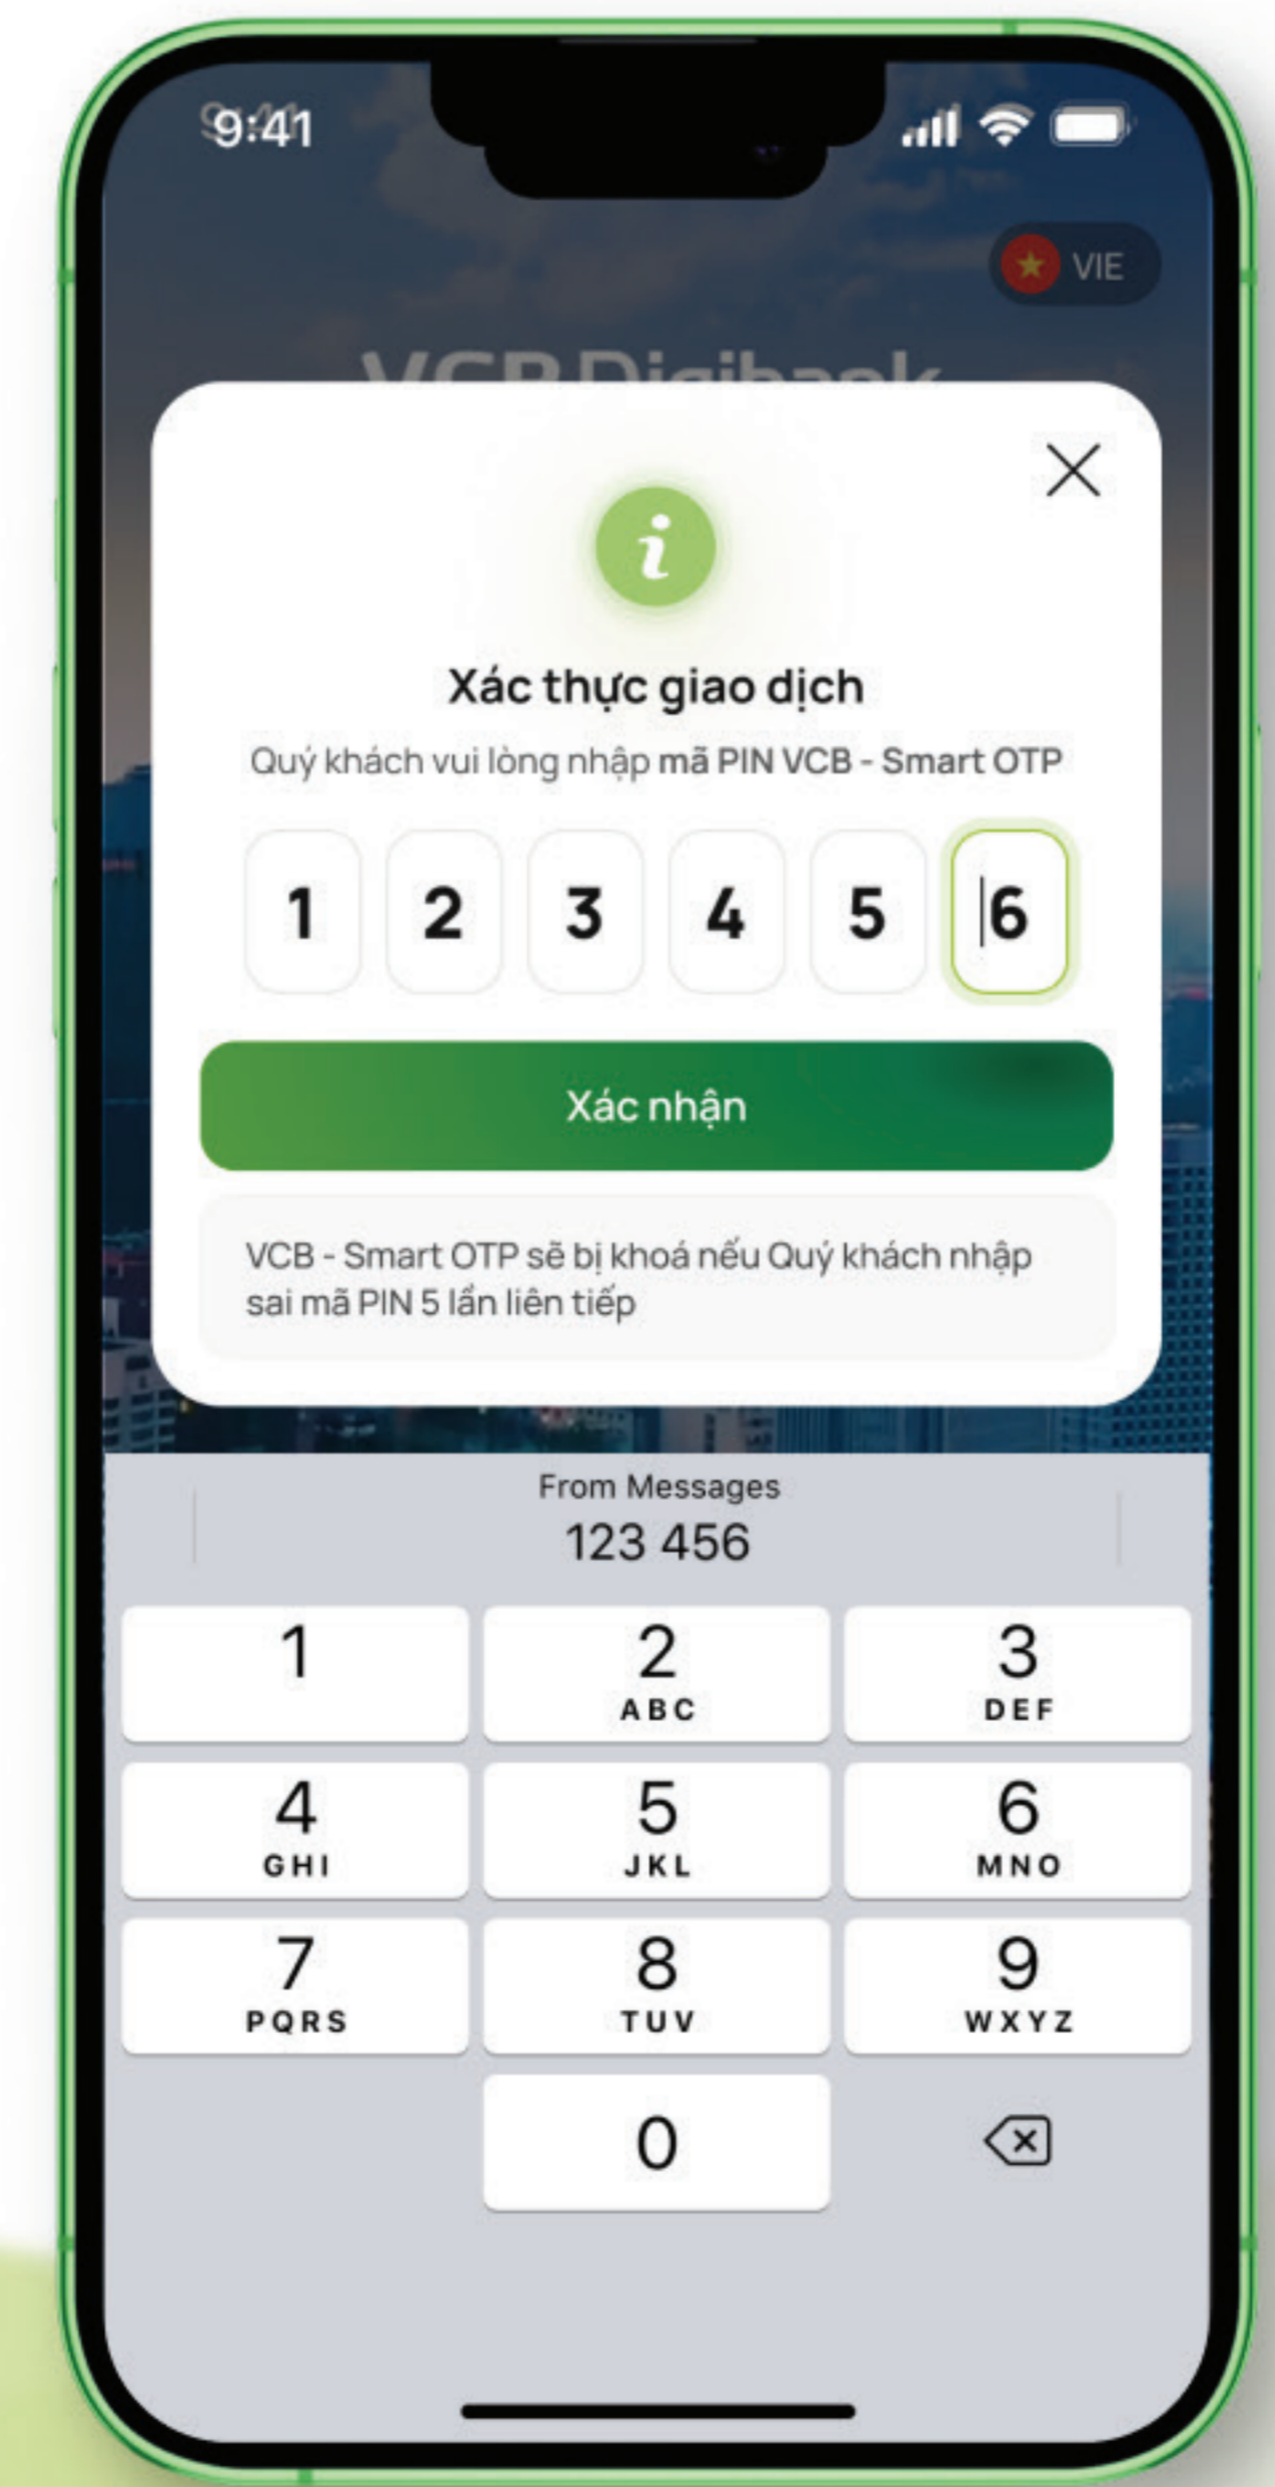 9:41
VIE
VCB Digibank
Xác thực giao dịch
Quý khách vui lòng nhập mã PIN VCB - Smart OTP
1 2 3 4 5 6
Xác nhận
VCB - Smart OTP sẽ bị khoá nếu Quý khách nhập
sai mã PIN 5 lần liên tiếp
From Messages
123 456
1 2 3
ABC DEF
4 5 6
GHI JKL MNO
7 8 9
PQRS TUV WXYZ
0